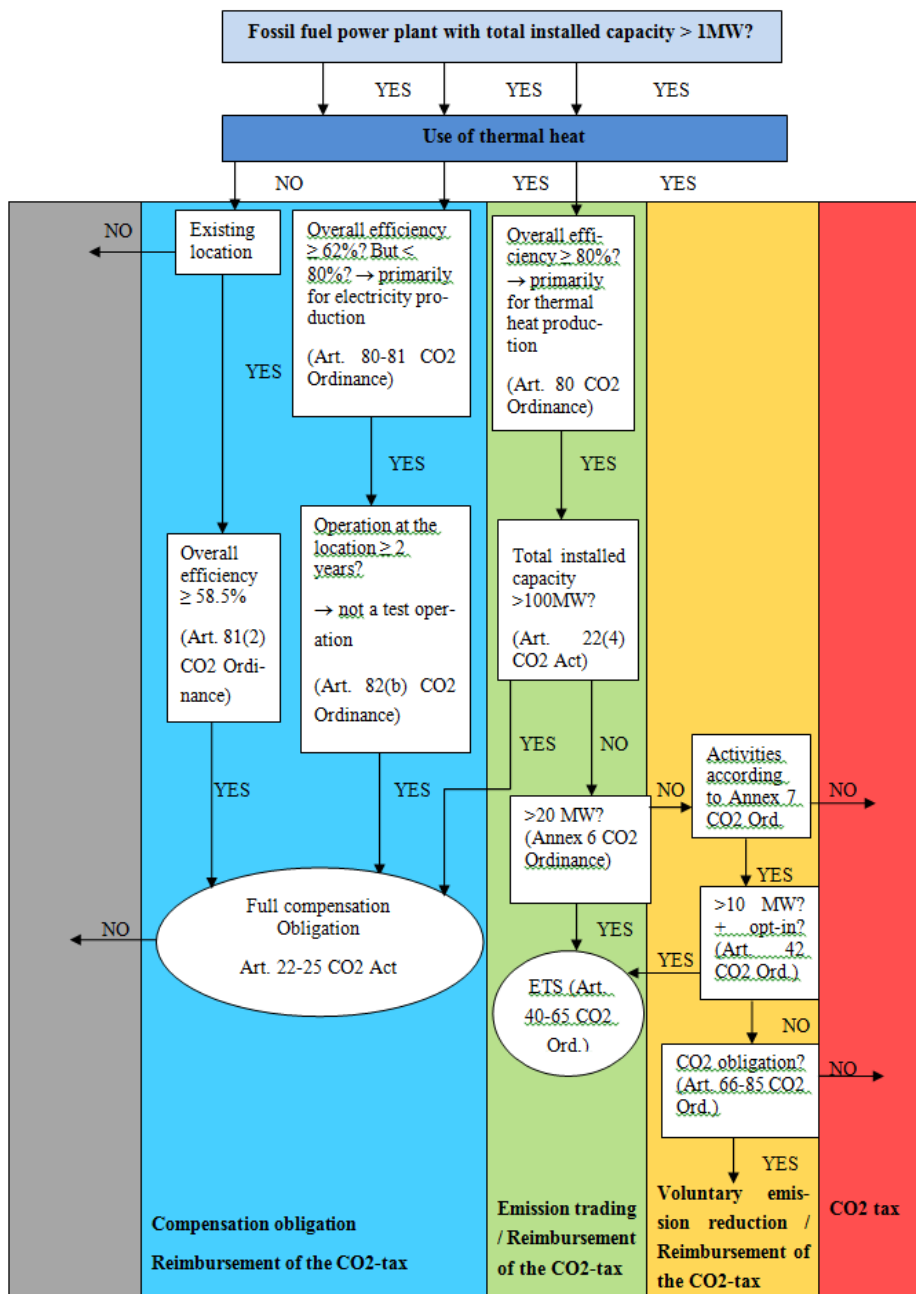 Fossil fuel power plant with total installed capacity > 1MW?
YES
YES
YES
Use of thermal heat
NO
YES
YES
NO
Existing
location
Overall efficiency
≥ 62%? But <
80%? → primarily
for electricity pro-
duction
(Art. 80-81 CO2
Ordinance)
Overall effi-
ciency ≥ 80%?
→ primarily
for thermal
heat produc-
tion
(Art. 80 CO2
Ordinance)
YES
YES
YES
Overall
efficiency
≥ 58.5%
(Art. 81(2)
CO2 Ordi-
nance)
Operation at the
location ≥ 2
years?
→ not a test oper-
ation
(Art. 82(b) CO2
Ordinance)
Total installed
capacity
>100MW?
(Art. 22(4)
CO2 Act)
YES
YES
YES
NO
Activities
according
to Annex 7
CO2 Ord.
NO
NO
>20 MW?
(Annex 6 CO2
Ordinance)
YES
>10 MW?
+ opt-in?
(Art. 42
CO2 Ord.)
Full compensation
Obligation
Art. 22-25 CO2 Act
NO
YES
YES
ETS (Art.
40-65 CO2
Ord.)
NO
CO2 obligation?
(Art. 66-85 CO2
Ord.)
NO
YES
Compensation obligation
Reimbursement of the CO2-tax
Emission trading
/ Reimbursement
of the CO2-tax
Voluntary emis-
sion reduction /
Reimbursement of
the CO2-tax
CO2 tax